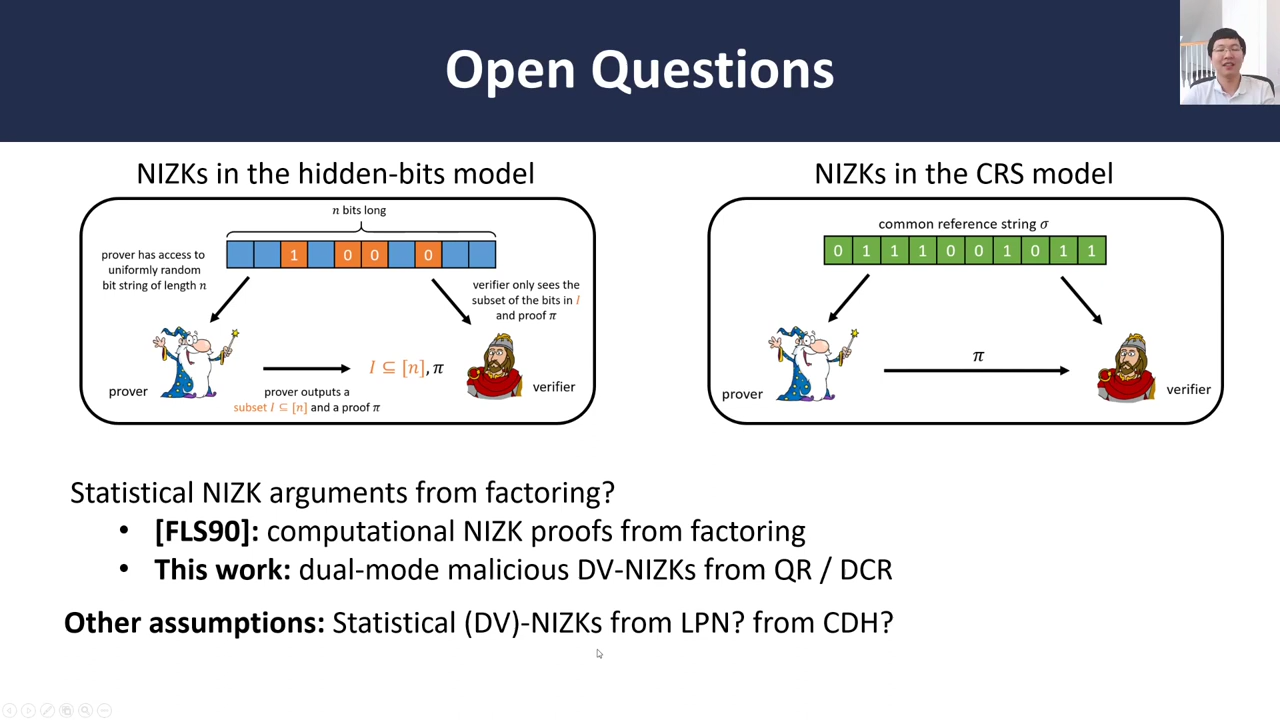 Open Questions
NIZKs in the hidden-bits model
n bits long
prover has access to
uniformly random
bit string of length n
1 0 0 0
verifier only sees the
subset of the bits in I
and proof π
I ⊆ [n], π
prover
verifier
prover outputs a
subset I ⊆ [n] and a proof π
NIZKs in the CRS model
common reference string σ
0 1 1 1 0 0 1 0 1 1
π
prover
verifier
Statistical NIZK arguments from factoring?
• [FLS90]: computational NIZK proofs from factoring
• This work: dual-mode malicious DV-NIZKs from QR / DCR
Other assumptions: Statistical (DV)-NIZKs from LPN? from CDH?